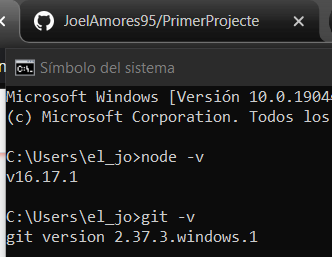 JoelAmores95/PrimerProjecte
Símbolo del sistema
Microsoft Windows [Versión 10.0.1904
(c) Microsoft Corporation. Todos los
C:\Users\el_jo>node -v
v16.17.1
C:\Users\el_jo>git -v
git version 2.37.3.windows.1